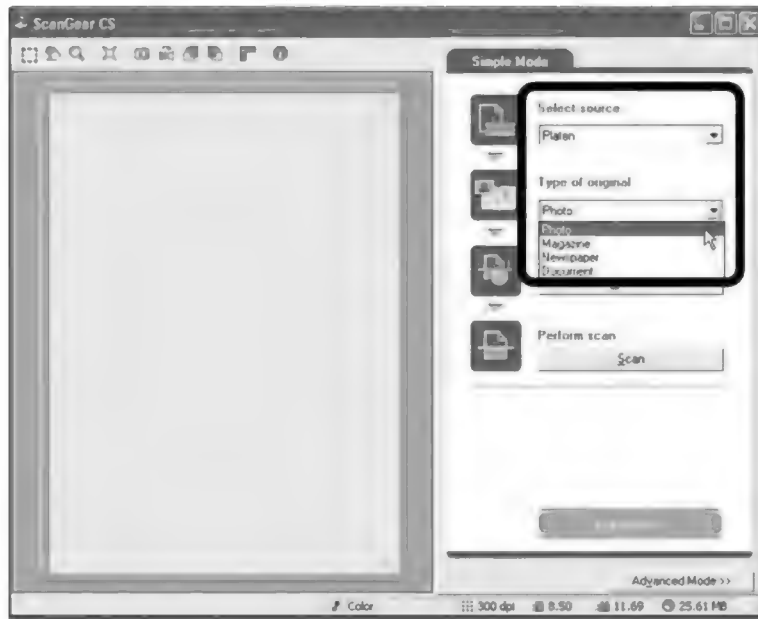 ScanGear CS
Simple Mode
Select source
Platen
Type of original
Photo
Photo
Magazine
Newspaper
Document
Perform scan
Scan
Advanced Mode >>
Color
300 dpi 8.50 11.69 25.61 MB